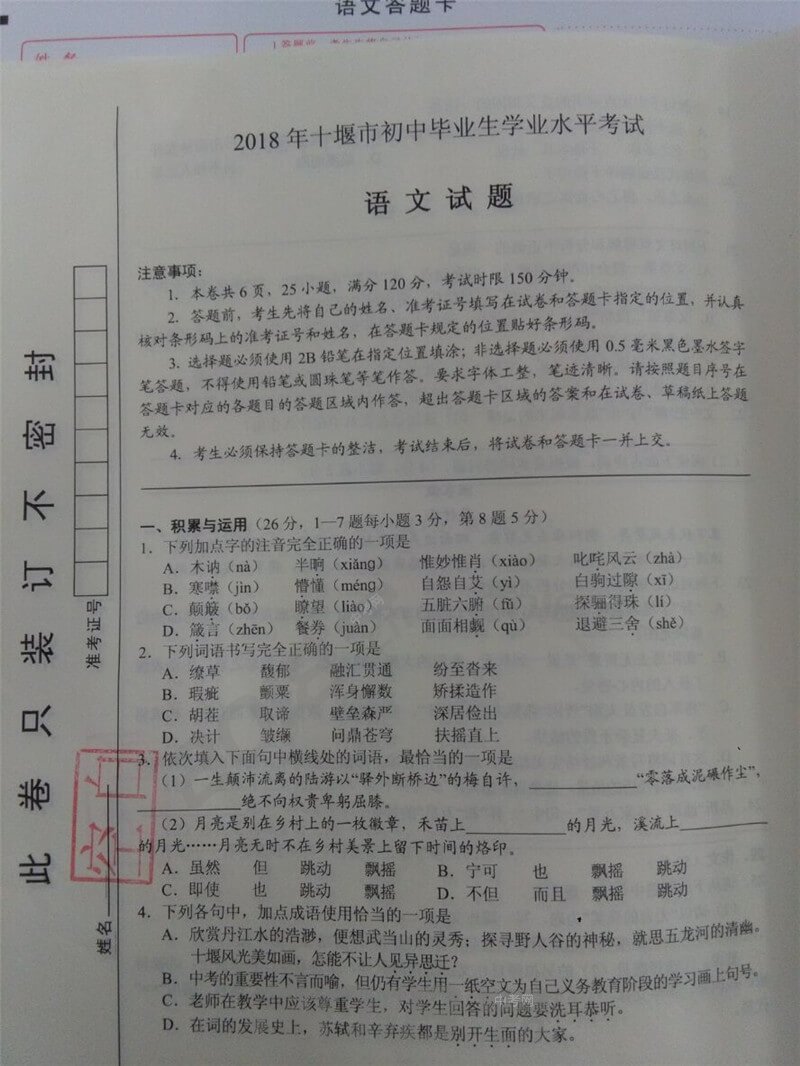 语文答题卡
2018 年十堰市初中毕业生学业水平考试
语 文 试 题
注意事项：
1. 本卷共 6 页，25 小题，满分 120 分，考试时限 150 分钟。
2. 答题前，考生先将自己的姓名、准考证号填写在试卷和答题卡指定的位置，并认真
核对条形码上的准考证号和姓名，在答题卡规定的位置贴好条形码。
3. 选择题必须使用 2B 铅笔在指定位置填涂；非选择题必须使用 0.5 毫米黑色墨水签字
笔答题，不得使用铅笔或圆珠笔等笔作答。要求字体工整，笔迹清晰。请按照题目序号在
答题卡对应的各题目的答题区域内作答，超出答题卡区域的答案和在试卷、草稿纸上答题
无效。
4. 考生必须保持答题卡的整洁，考试结束后，将试卷和答题卡一并上交。
一、积累与运用（26 分，1—7 题每小题 3 分，第 8 题 5 分）
1. 下列加点字的注音完全正确的一项是
A. 木讷（nà） 半晌（xiǎng） 惟妙惟肖（xiào） 叱咤风云（zhà）
B. 寒噤（jìn） 懵懂（méng） 自怨自艾（yì） 白驹过隙（xī）
C. 颠簸（bǒ） 瞭望（liào） 五脏六腑（fǔ） 探骊得珠（lí）
D. 箴言（zhēn） 餐券（juàn） 面面相觑（qù） 退避三舍（shě）
2. 下列词语书写完全正确的一项是
A. 缭草 馥郁 融汇贯通 纷至沓来
B. 瑕疵 颤粟 浑身懈数 矫揉造作
C. 胡茬 取谛 壁垒森严 深居俭出
D. 决计 皱缬 问鼎苍穹 扶摇直上
3. 依次填入下面句中横线处的词语，最恰当的一项是
（1）一生颠沛流离的陆游以“驿外断桥边”的梅自许，____________“零落成泥碾作尘”，
____________绝不向权贵卑躬屈膝。
（2）月亮是别在乡村上的一枚徽章，禾苗上____________的月光，溪流上____________
的月光……月亮无时不在乡村美景上留下时间的烙印。
A. 虽然 但 跳动 飘摇 B. 宁可 也 飘摇 跳动
C. 即使 也 跳动 飘摇 D. 不但 而且 飘摇 跳动
4. 下列各句中，加点成语使用恰当的一项是
A. 欣赏丹江水的浩渺，便想武当山的灵秀；探寻野人谷的神秘，就思五龙河的清幽。
十堰风光美如画，怎能不让人见异思迁？
B. 中考的重要性不言而喻，但仍有学生用一纸空文为自己义务教育阶段的学习画上句号。
C. 老师在教学中应该尊重学生，对学生回答的问题要洗耳恭听。
D. 在词的发展史上，苏轼和辛弃疾都是别开生面的大家。
此卷只装订不密封
准考证号
姓名